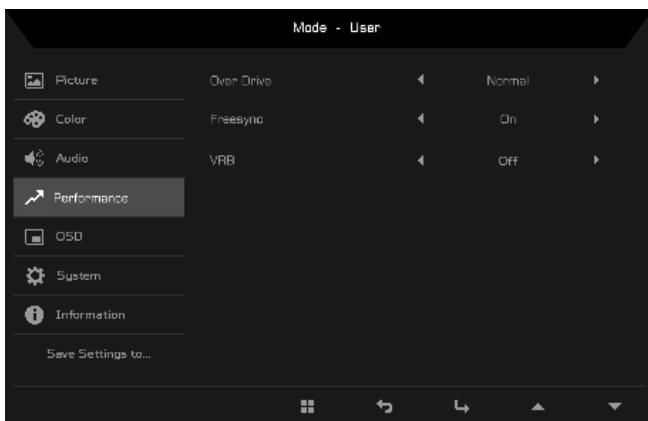 Mode - User
Picture
Over Drive Normal
Color
Freesync On
Audio
VRB Off
Performance
OSD
System
Information
Save Settings to...